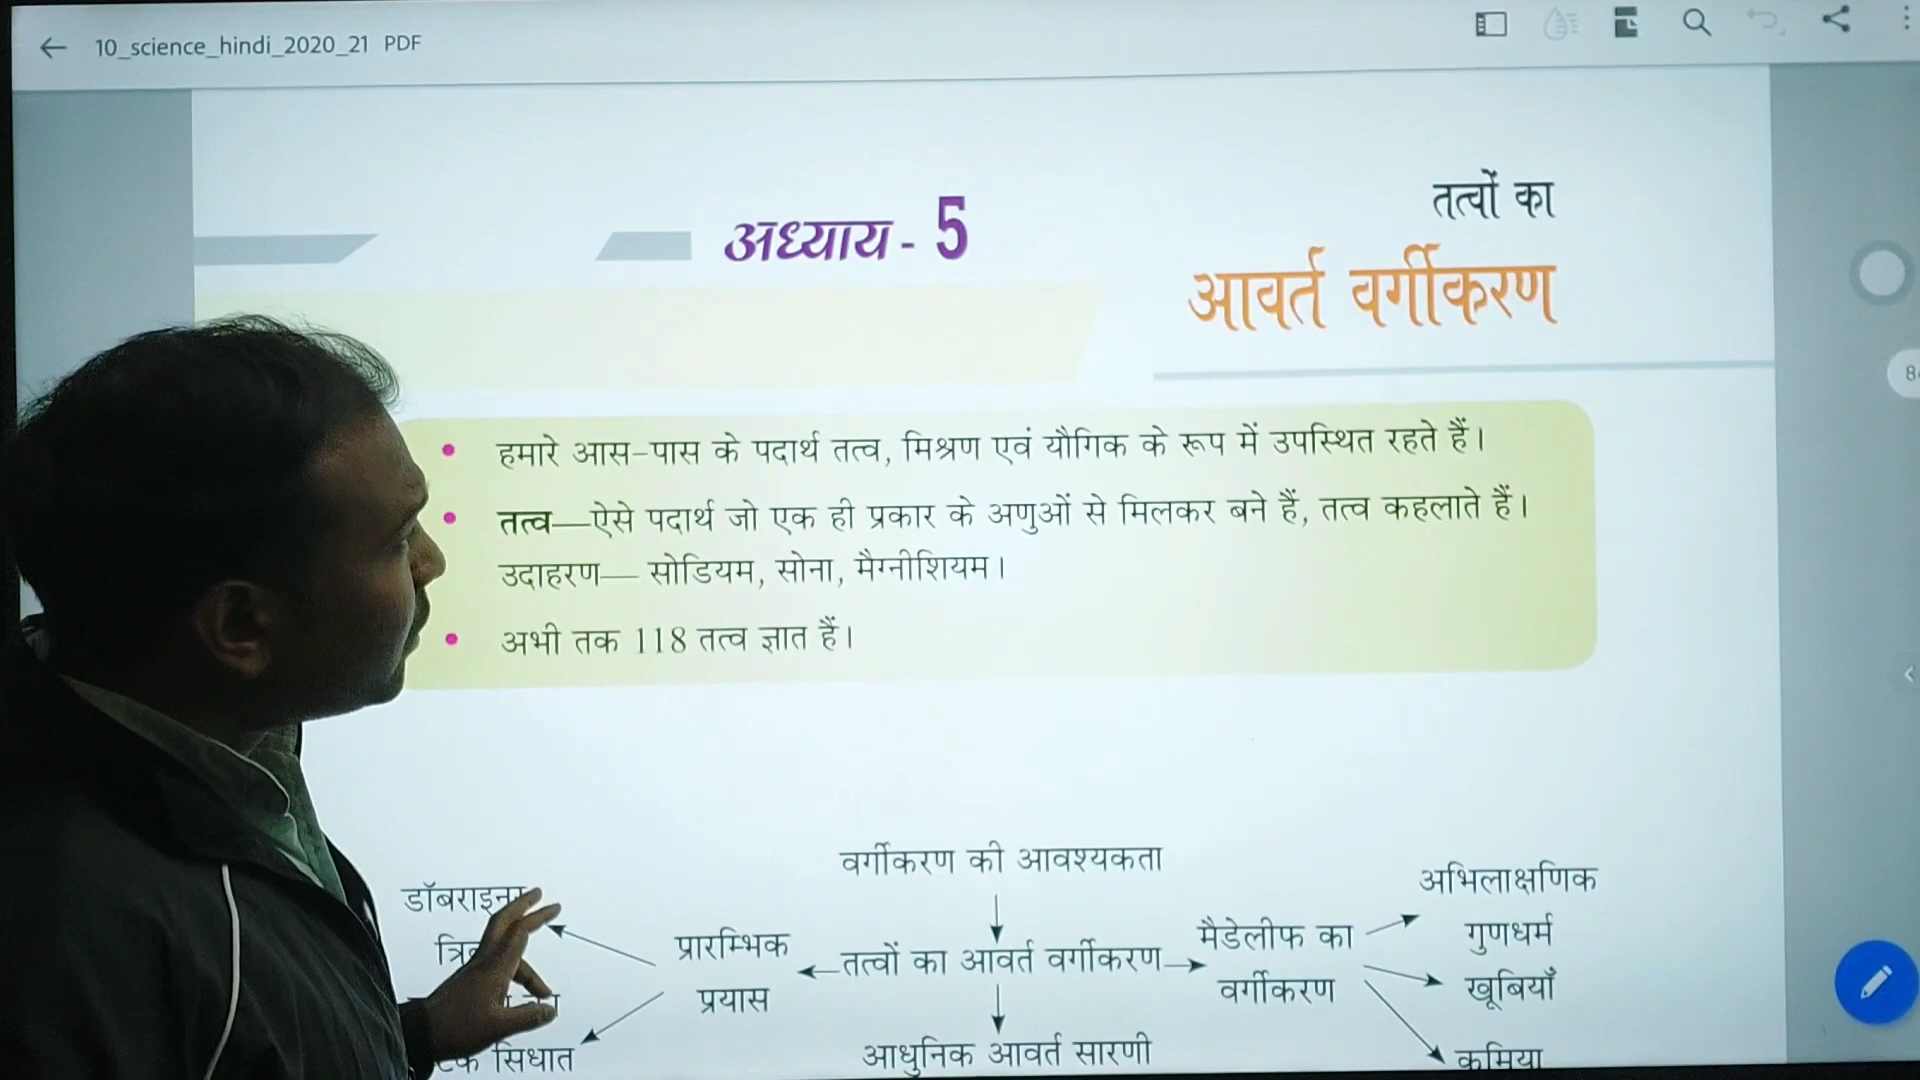 10_science_hindi_2020_21 PDF
अध्याय - 5
तत्वों का
आवर्त वर्गीकरण
• हमारे आस-पास के पदार्थ तत्व, मिश्रण एवं यौगिक के रूप में उपस्थित रहते हैं।
• तत्व—ऐसे पदार्थ जो एक ही प्रकार के अणुओं से मिलकर बने हैं, तत्व कहलाते हैं।
उदाहरण— सोडियम, सोना, मैग्नीशियम।
• अभी तक 118 तत्व ज्ञात हैं।
वर्गीकरण की आवश्यकता
प्रारम्भिक
प्रयास
तत्वों का आवर्त वर्गीकरण
मैडेलीफ का
वर्गीकरण
अभिलाक्षणिक
गुणधर्म
खूबियाँ
सिधात
आधुनिक आवर्त सारणी